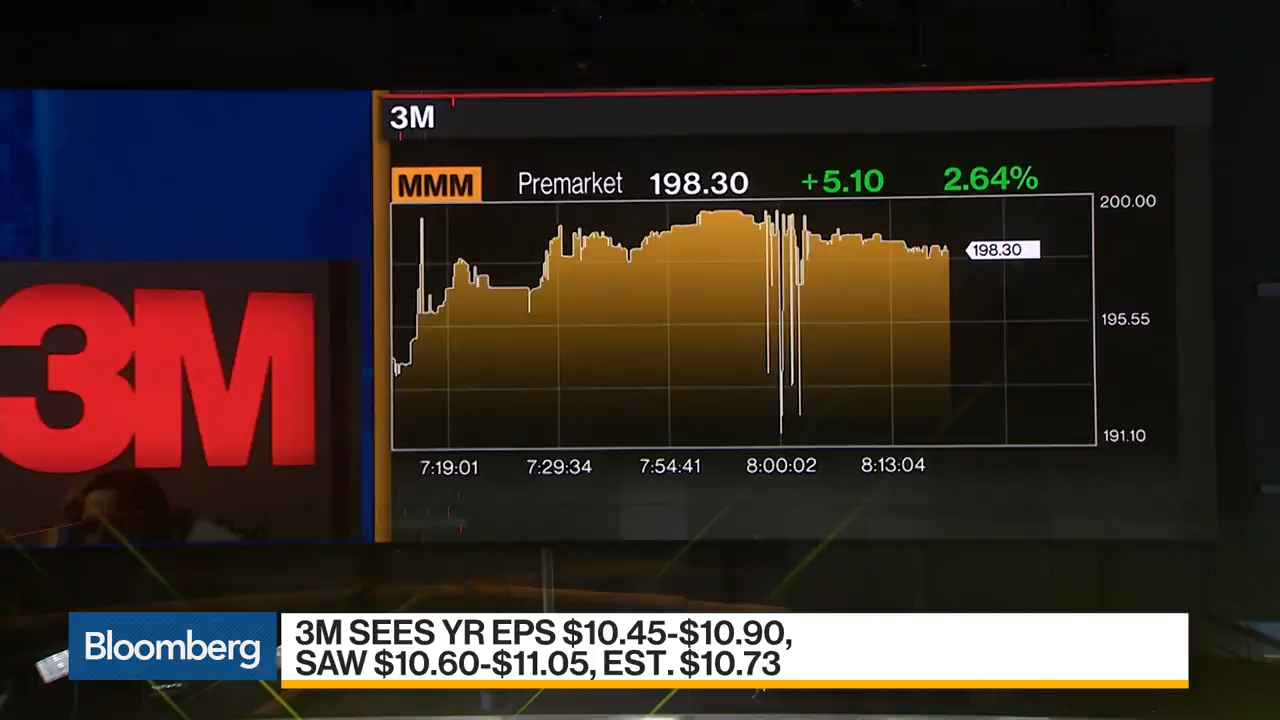 3M
MMM Premarket 198.30 +5.10 2.64%
200.00
198.30
195.55
191.10
7:19:01 7:29:34 7:54:41 8:00:02 8:13:04
3M
Bloomberg
3M SEES YR EPS $10.45-$10.90,
SAW $10.60-$11.05, EST. $10.73